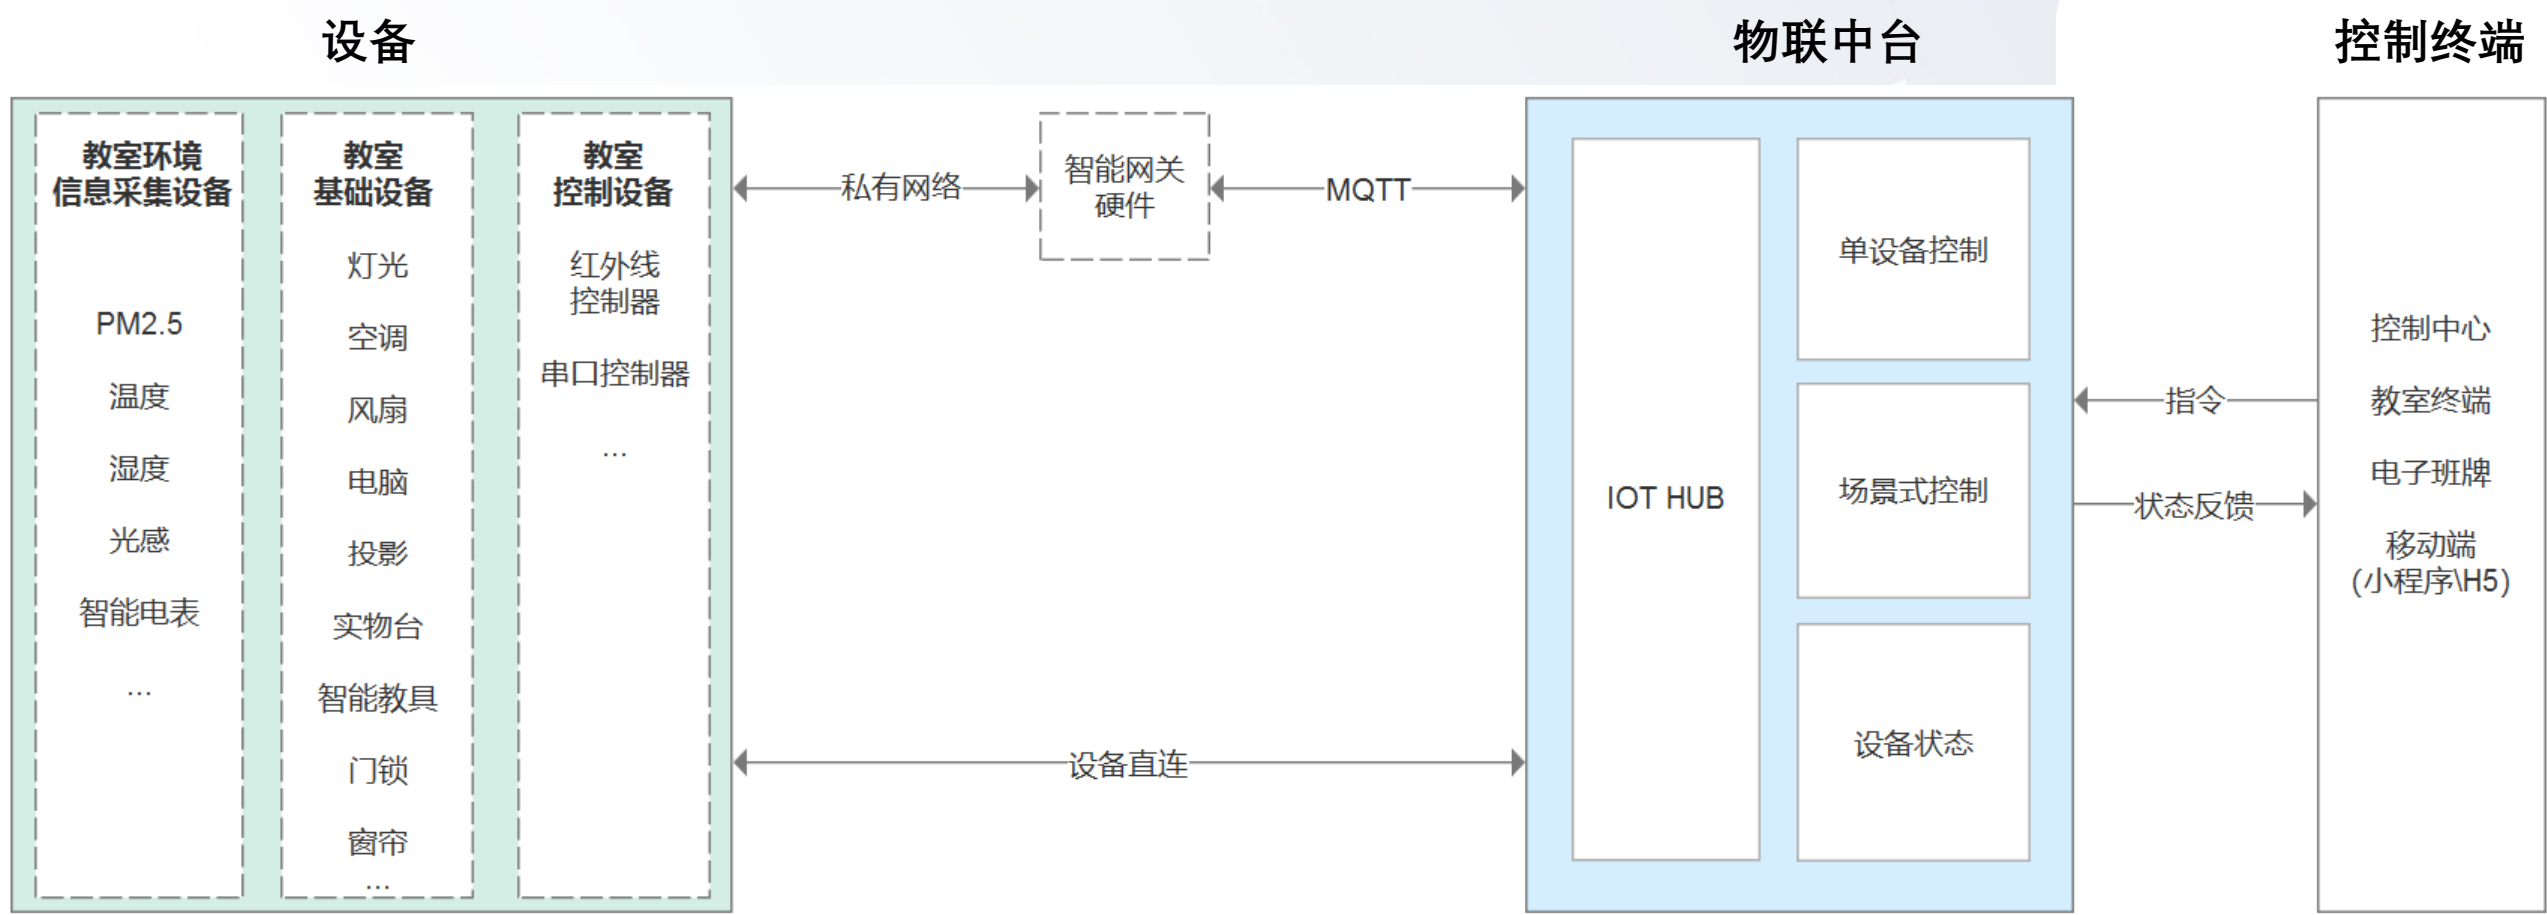 设备
物联中台
控制终端
教室环境
信息采集设备
PM2.5
温度
湿度
光感
智能电表
...
教室
基础设备
灯光
空调
风扇
电脑
投影
实物台
智能教具
门锁
窗帘
...
教室
控制设备
红外线
控制器
串口控制器
...
私有网络
智能网关
硬件
MQTT
设备直连
IOT HUB
单设备控制
场景式控制
设备状态
指令
状态反馈
控制中心
教室终端
电子班牌
移动端
(小程序\H5)